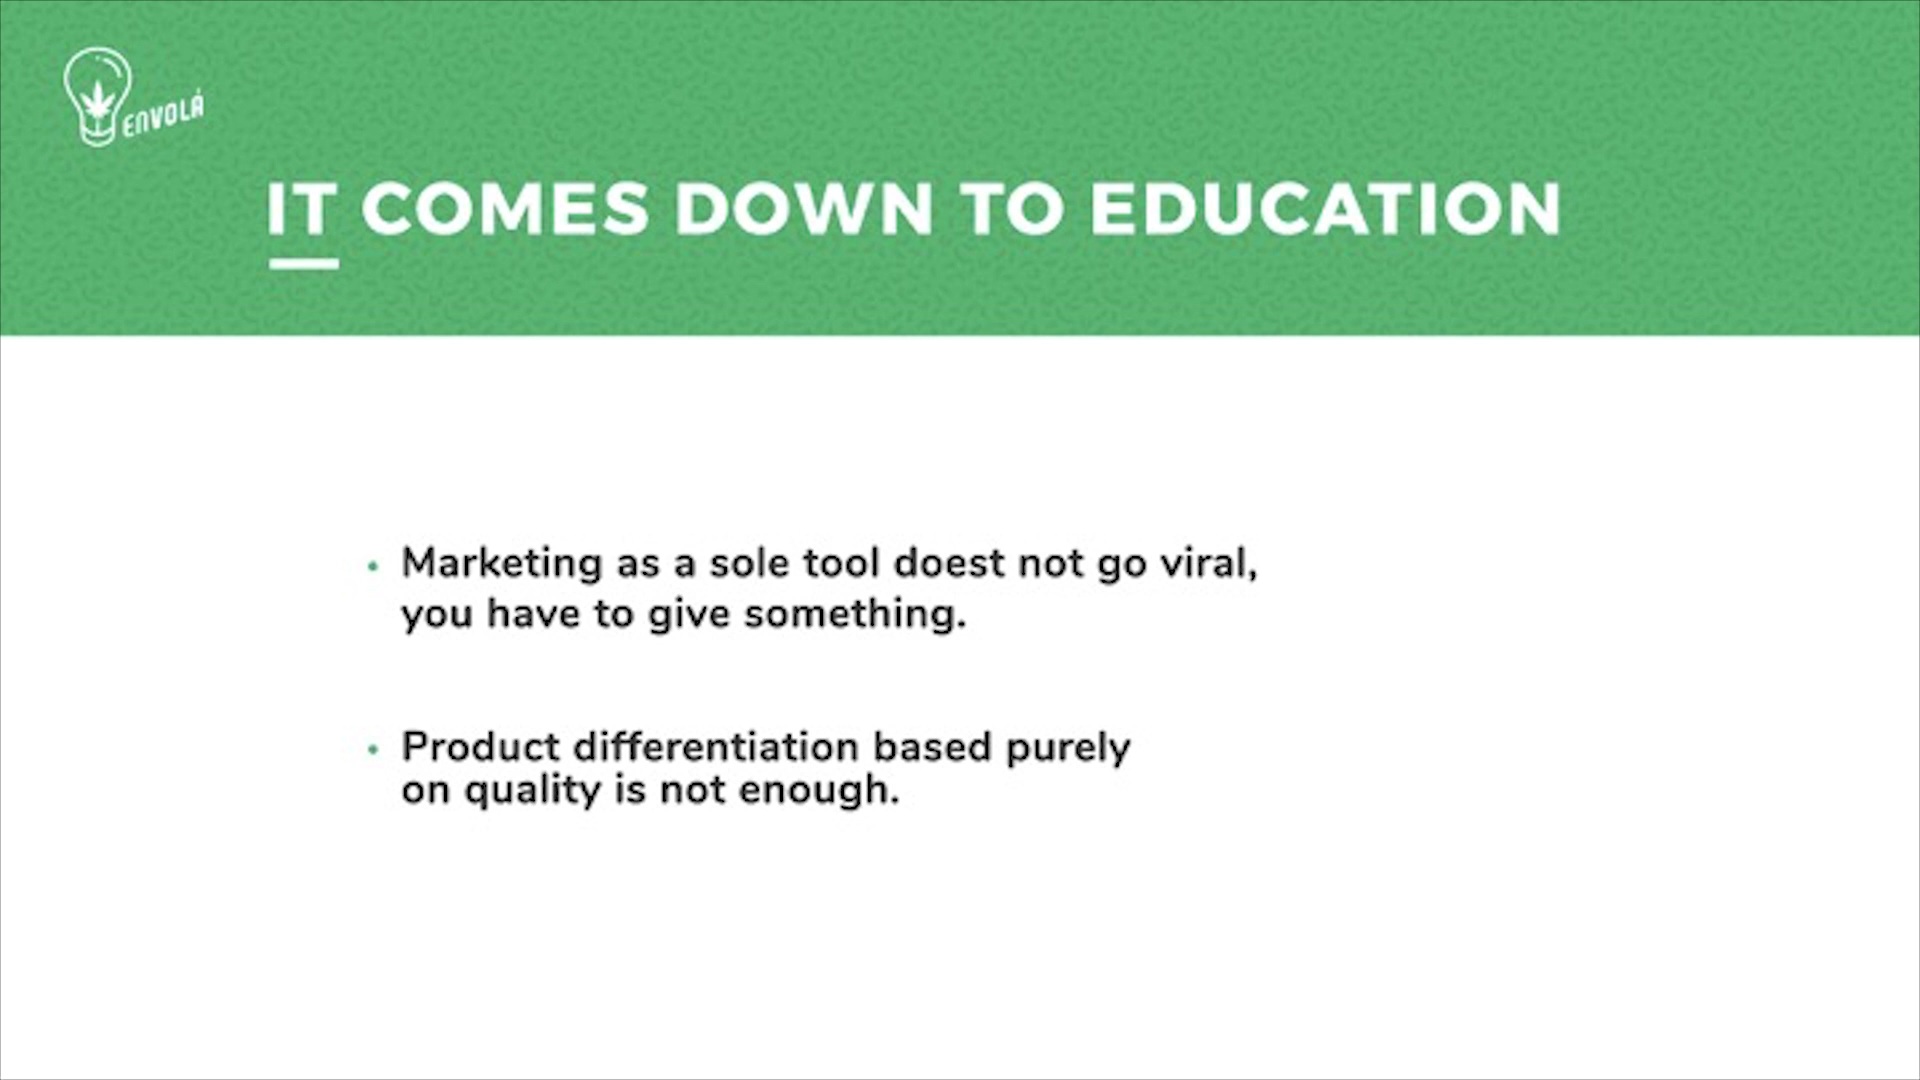 ENVOLÁ
IT COMES DOWN TO EDUCATION
• Marketing as a sole tool doest not go viral,
you have to give something.
• Product differentiation based purely
on quality is not enough.